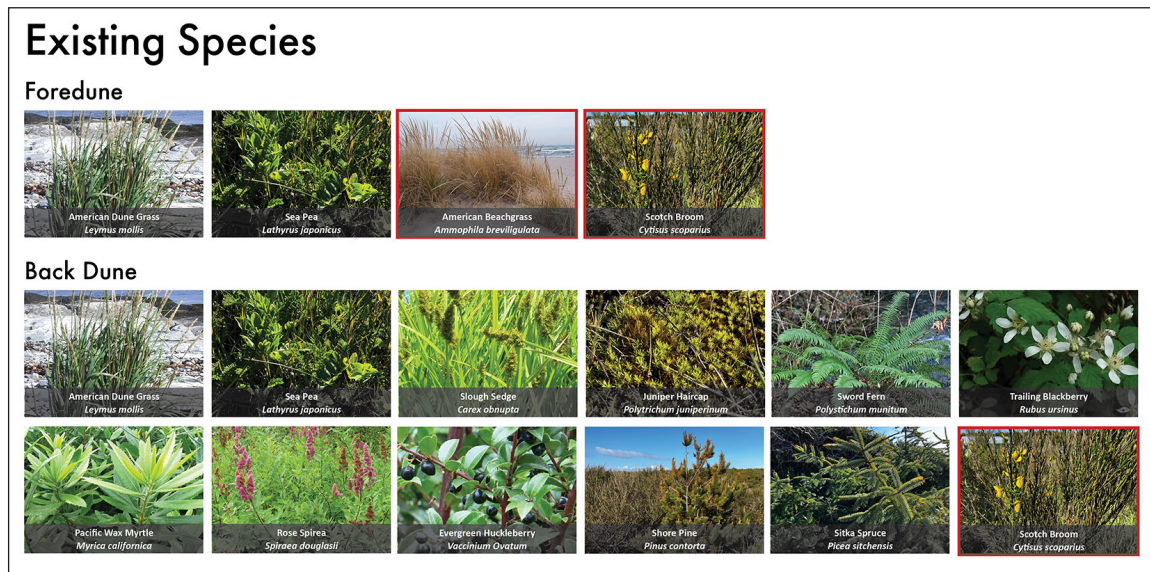 Existing Species
Foredune
American Dune Grass
Leymus mollis
Sea Pea
Lathyrus japonicus
American Beachgrass
Ammophila breviligulata
Scotch Broom
Cytisus scoparius
Back Dune
American Dune Grass
Leymus mollis
Sea Pea
Lathyrus japonicus
Slough Sedge
Carex obnupta
Juniper Haircap
Polytrichum juniperinum
Sword Fern
Polystichum munitum
Trailing Blackberry
Rubus ursinus
Pacific Wax Myrtle
Myrica californica
Rose Spirea
Spiraea douglasii
Evergreen Huckleberry
Vaccinium Ovatum
Shore Pine
Pinus contorta
Sitka Spruce
Picea sitchensis
Scotch Broom
Cytisus scoparius